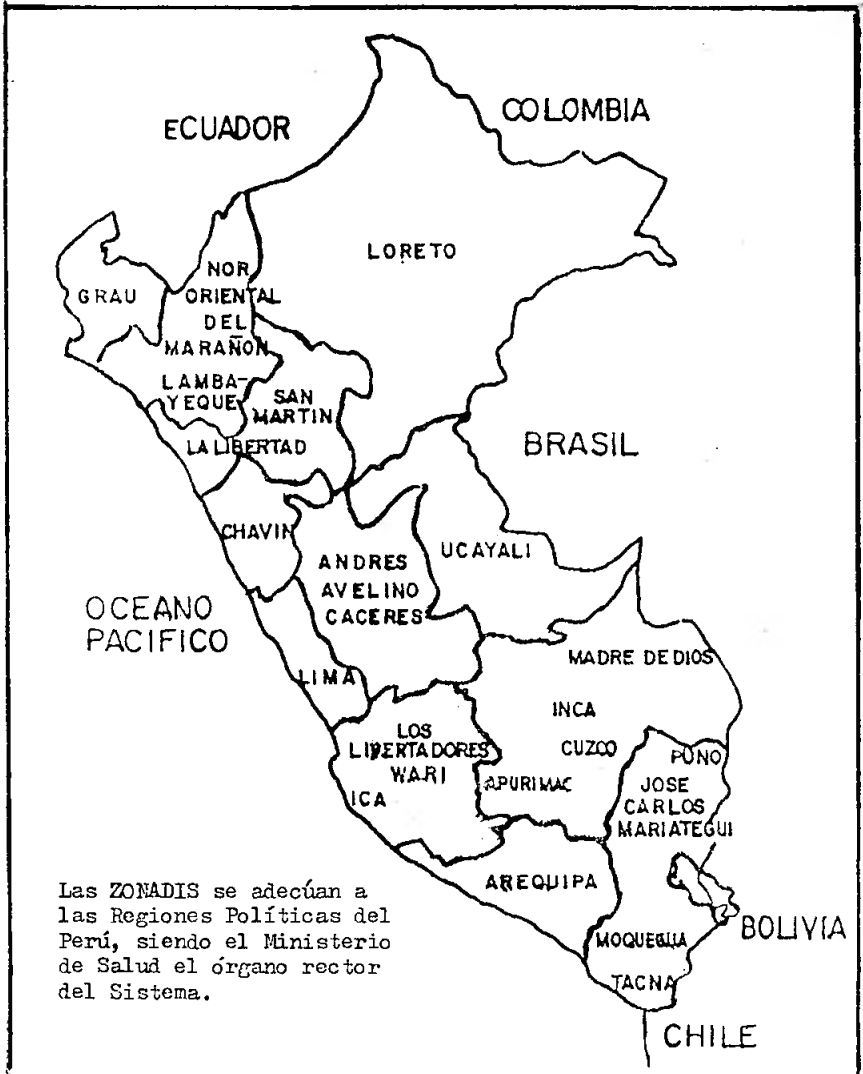 COLOMBIA
ECUADOR
LORETO
NOR
ORIENTAL
DEL
MARAÑON
GRAU
LAMBA-
YEQUE
SAN
MARTIN
LA LIBERTAD
BRASIL
CHAVIN
ANDRES
AVELINO
CACERES
UCAYALI
OCEANO
PACIFICO
LIMA
MADRE DE DIOS
INCA
CUZCO
APURIMAC
LOS
LIBERTADORES
WARI
ICA
PUNO
JOSE
CARLOS
MARIATEGUI
AREQUIPA
BOLIVIA
MOQUEGUA
TACNA
CHILE
Las ZONADIS se adecúan a
las Regiones Políticas del
Perú, siendo el Ministerio
de Salud el órgano rector
del Sistema.